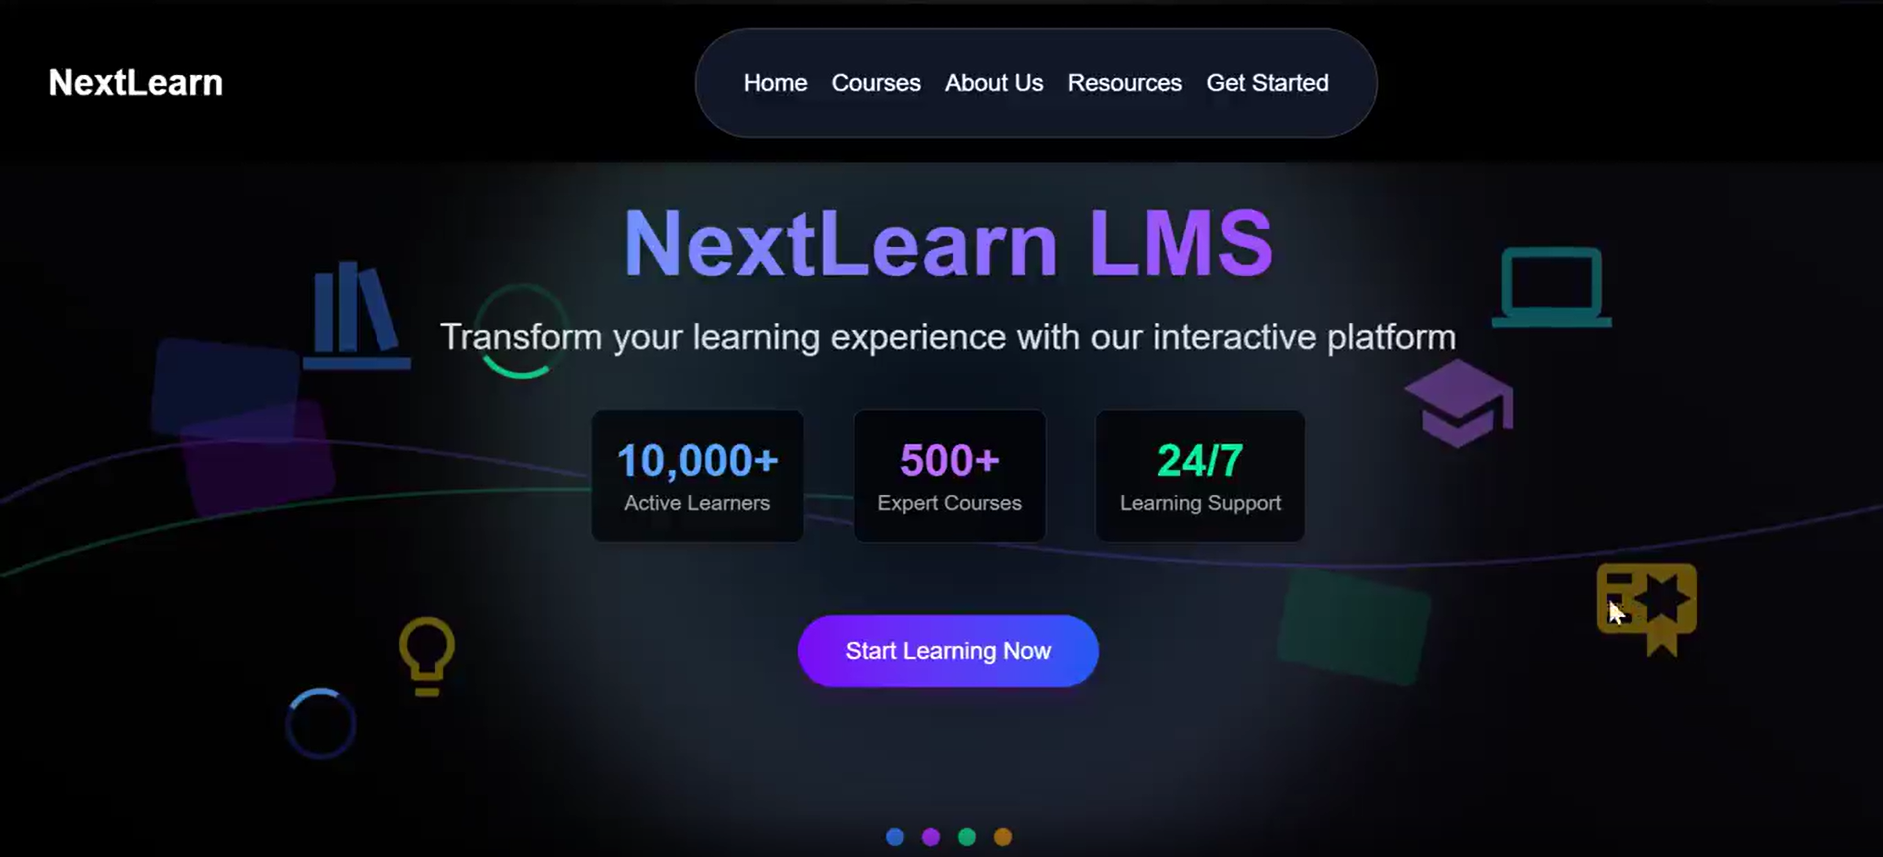 NextLearn
Home Courses About Us Resources Get Started
NextLearn LMS
Transform your learning experience with our interactive platform
10,000+
Active Learners
500+
Expert Courses
24/7
Learning Support
Start Learning Now